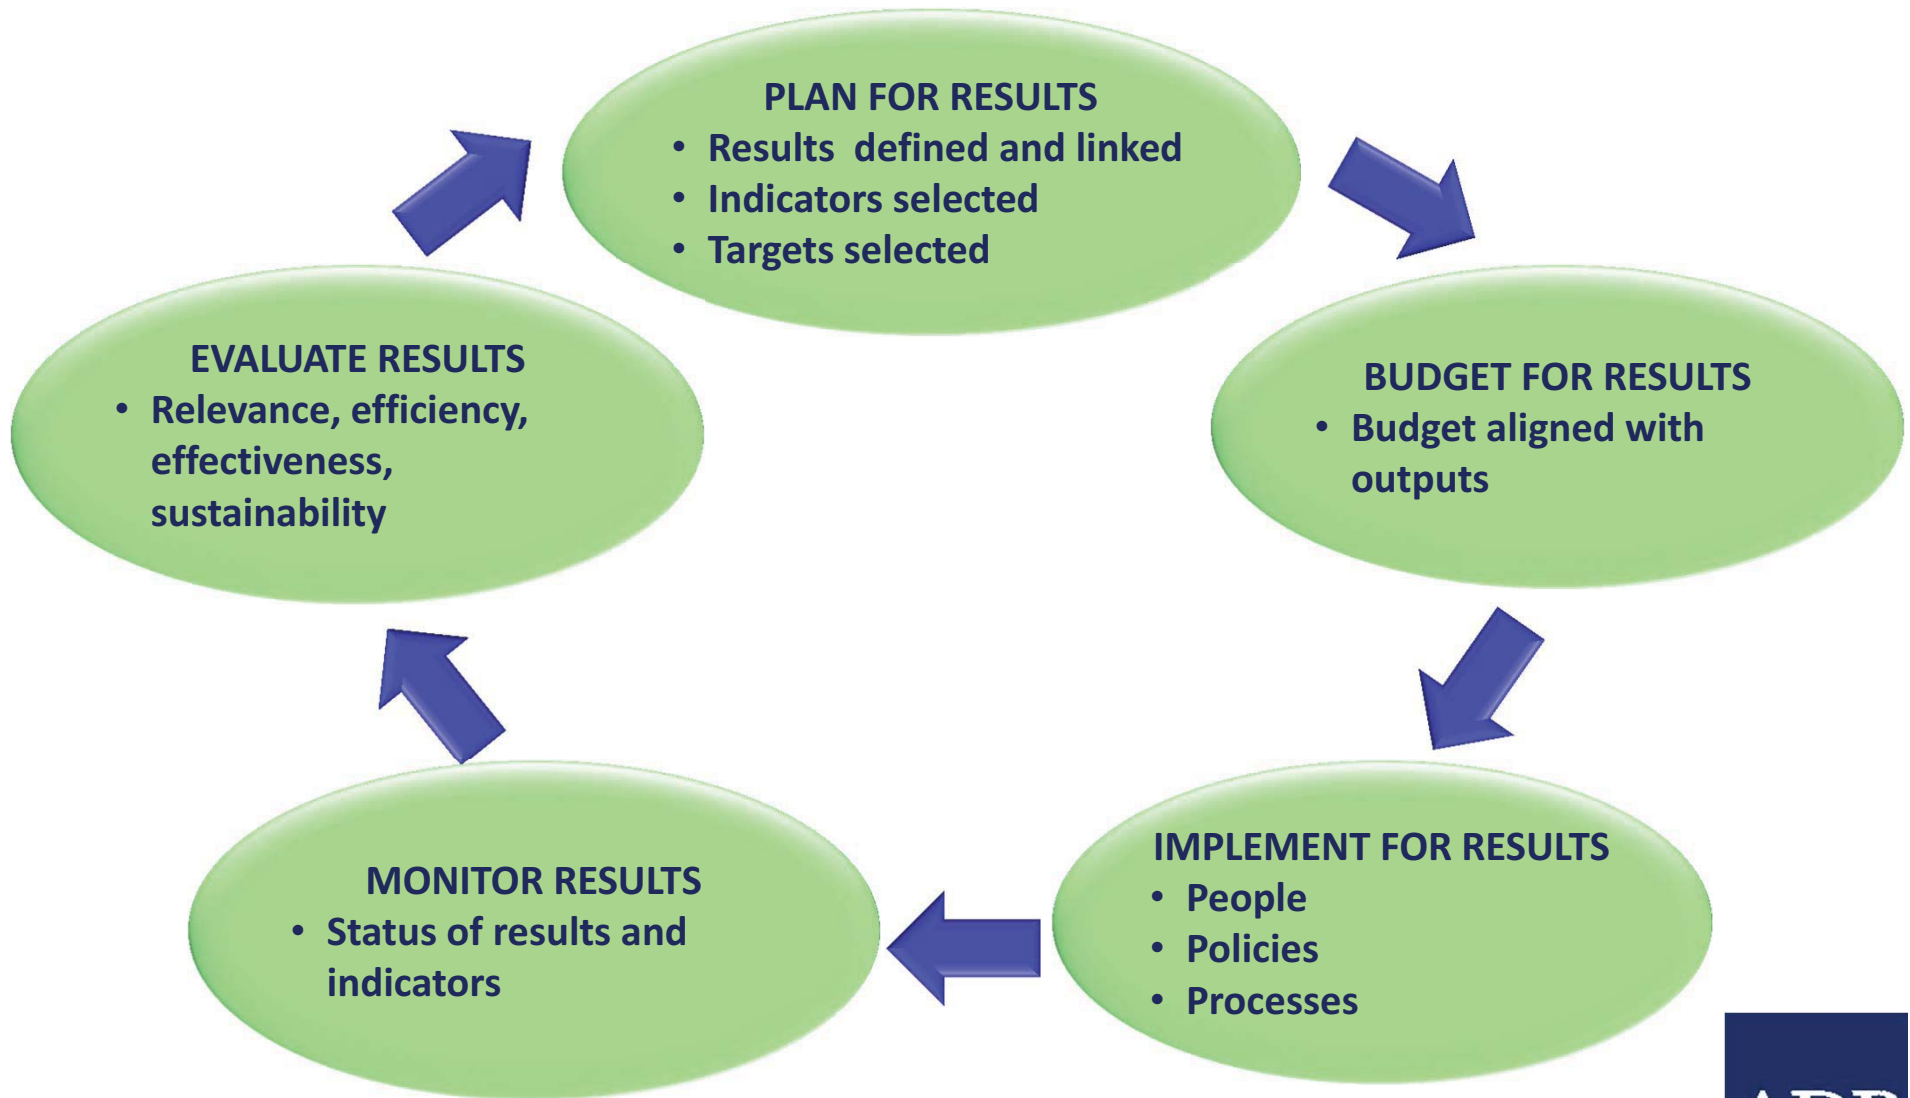 PLAN FOR RESULTS
• Results defined and linked
• Indicators selected
• Targets selected
BUDGET FOR RESULTS
• Budget aligned with
outputs
IMPLEMENT FOR RESULTS
• People
• Policies
• Processes
MONITOR RESULTS
• Status of results and
indicators
EVALUATE RESULTS
• Relevance, efficiency,
effectiveness,
sustainability